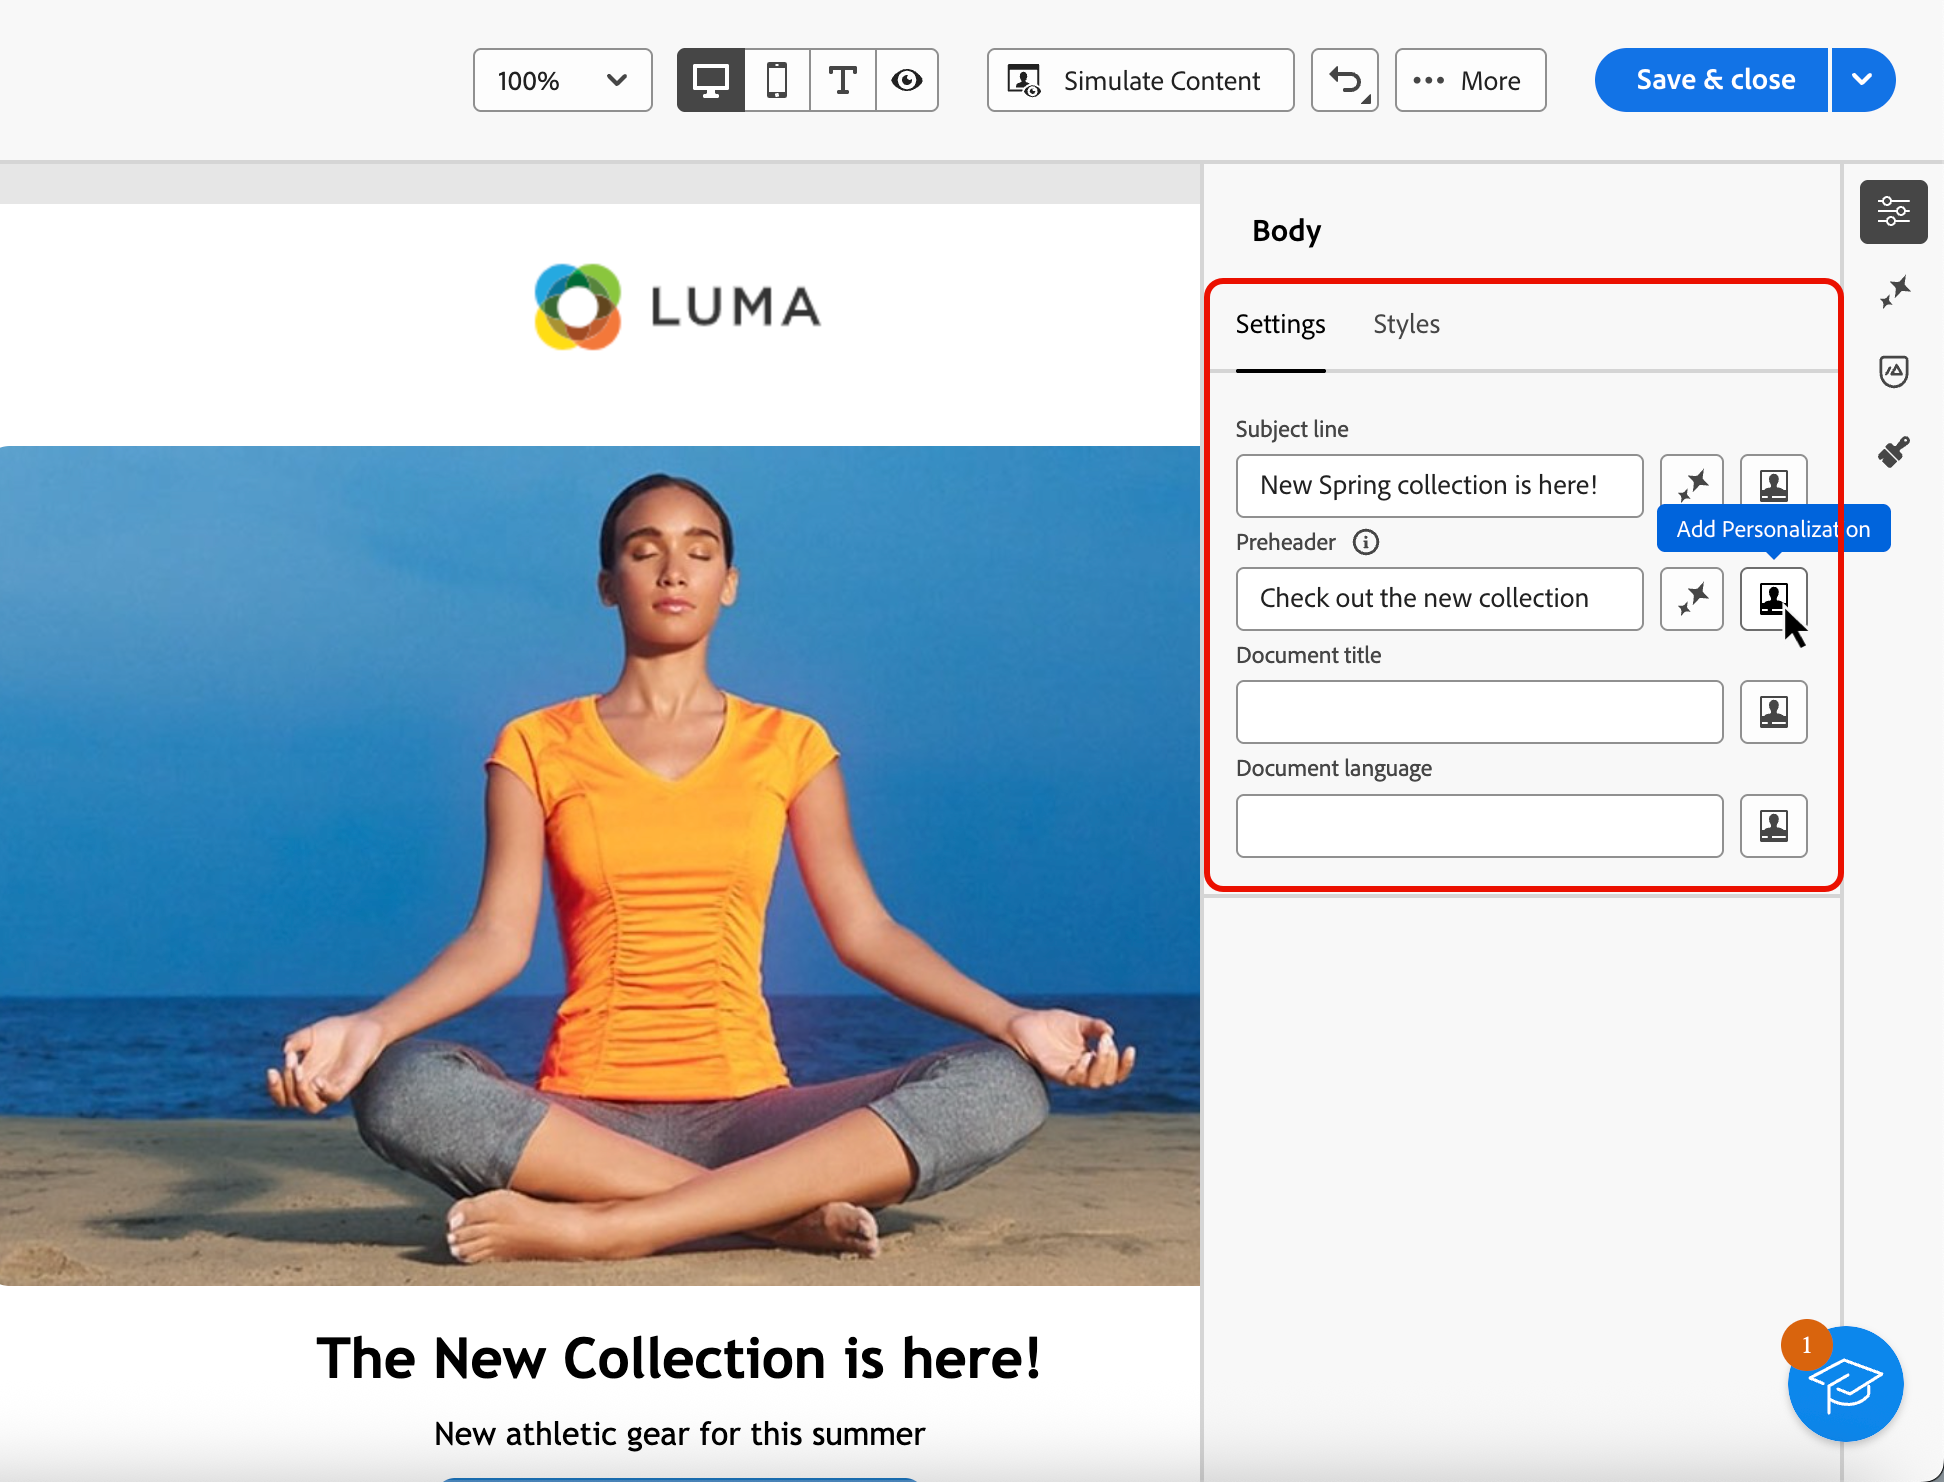 100%
Simulate Content
More
Save & close
LUMA
Body
Settings
Styles
Subject line
New Spring collection is here!
Add Personalization
Preheader
Check out the new collection
Document title
Document language
The New Collection is here!
New athletic gear for this summer
1